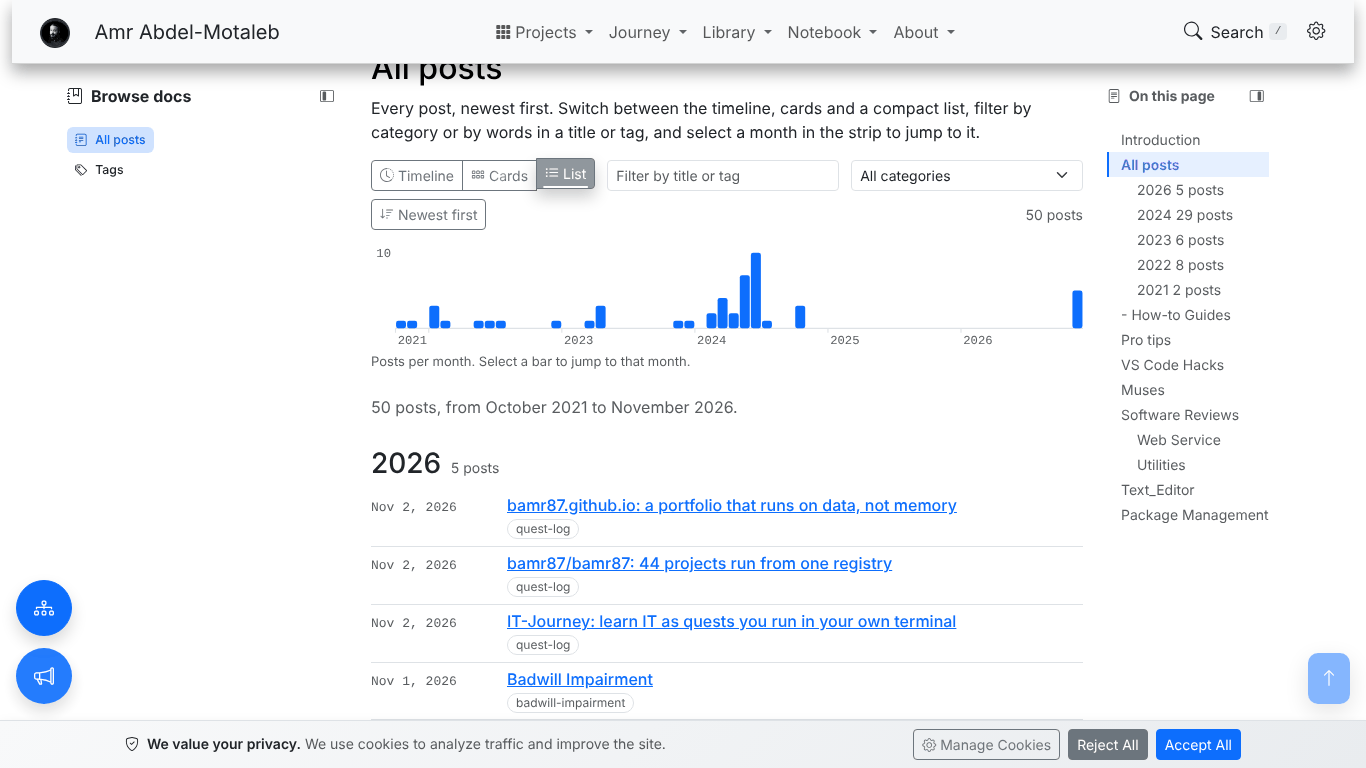 Amr Abdel-Motaleb
Projects
Journey
Library
Notebook
About
Search /
Browse docs
All posts
Tags
All posts
Every post, newest first. Switch between the timeline, cards and a compact list, filter by
category or by words in a title or tag, and select a month in the strip to jump to it.
Timeline
Cards
List
Filter by title or tag
All categories
Newest first
50 posts
10
2021
2023
2024
2025
2026
Posts per month. Select a bar to jump to that month.
50 posts, from October 2021 to November 2026.
2026 5 posts
Nov 2, 2026
bamr87.github.io: a portfolio that runs on data, not memory
quest-log
Nov 2, 2026
bamr87/bamr87: 44 projects run from one registry
quest-log
Nov 2, 2026
IT-Journey: learn IT as quests you run in your own terminal
quest-log
Nov 1, 2026
Badwill Impairment
badwill-impairment
On this page
Introduction
All posts
2026 5 posts
2024 29 posts
2023 6 posts
2022 8 posts
2021 2 posts
- How-to Guides
Pro tips
VS Code Hacks
Muses
Software Reviews
Web Service
Utilities
Text_Editor
Package Management
We value your privacy. We use cookies to analyze traffic and improve the site.
Manage Cookies
Reject All
Accept All